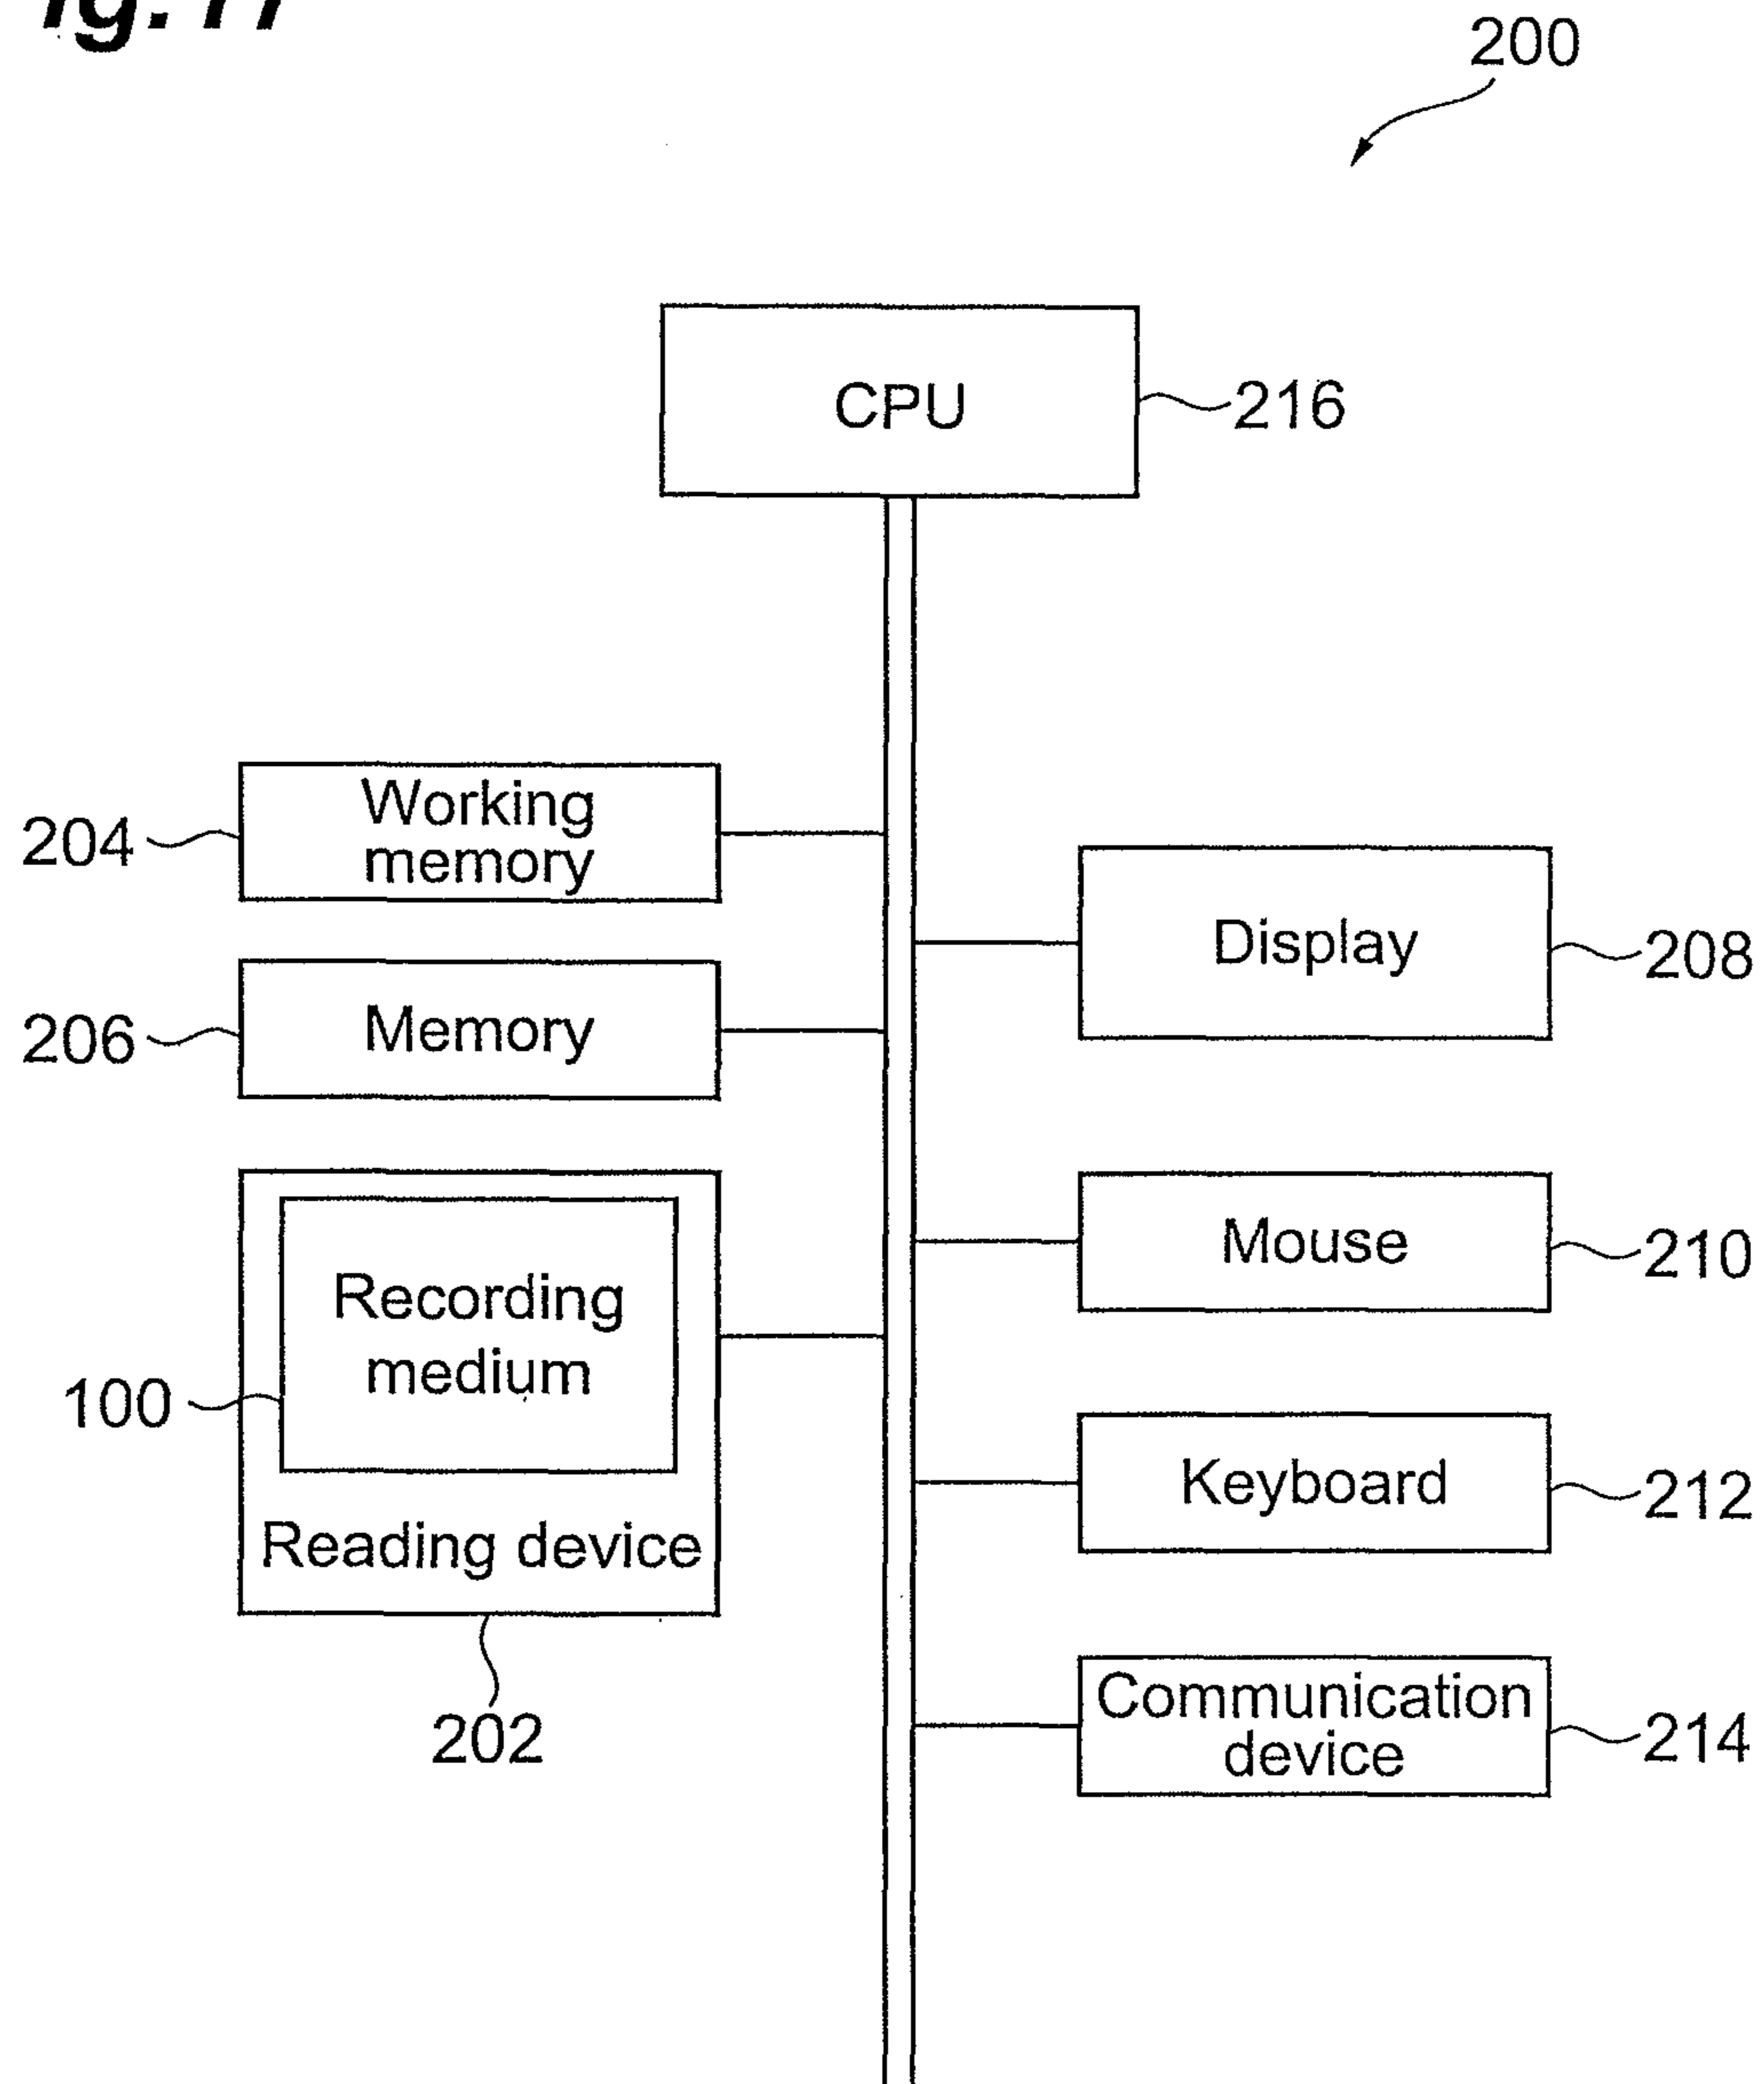 200
CPU
216
Working
memory
204
Display
208
Memory
206
Mouse
210
Recording
medium
100
Keyboard
212
Reading device
202
Communication
device
214